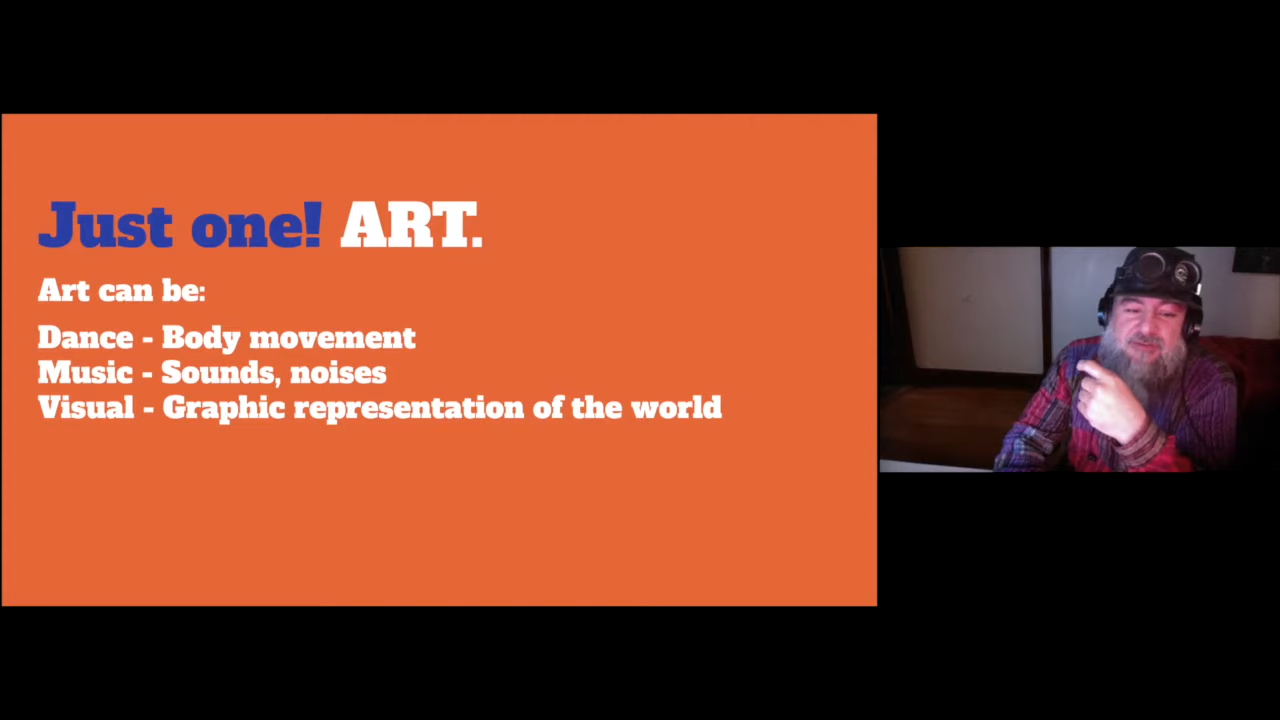 Just one! ART.
Art can be:
Dance - Body movement
Music - Sounds, noises
Visual - Graphic representation of the world